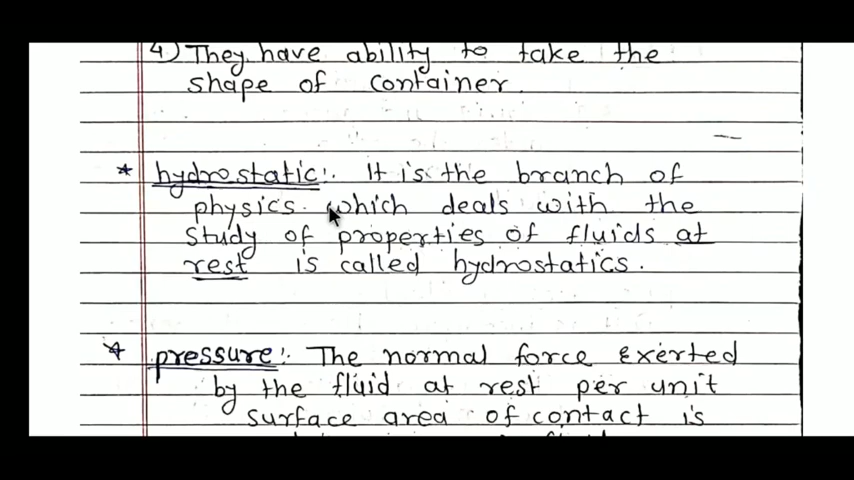 4) They have ability to take the
shape of container.
* hydrostatic:- It is the branch of
physics which deals with the
study of properties of fluids at
rest is called hydrostatics.
* pressure:- The normal force Exerted
by the fluid at rest per unit
surface area of contact is